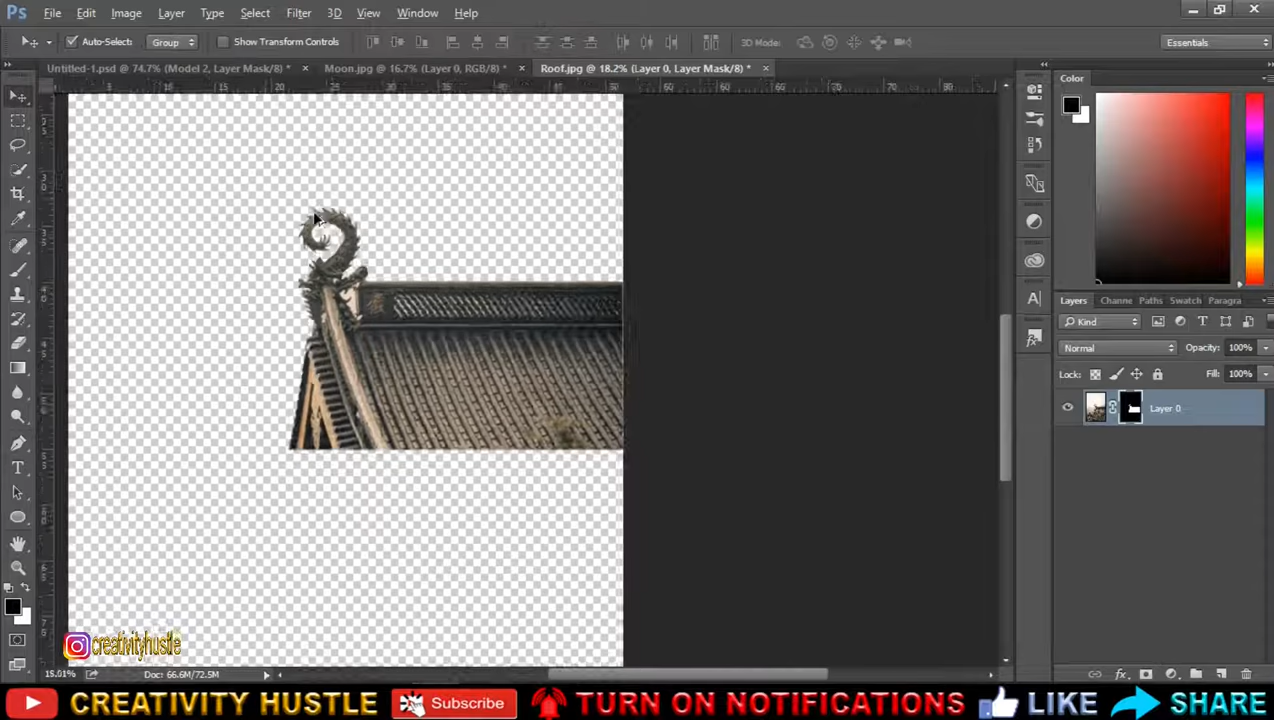 Ps File Edit Image Layer Type Select Filter 3D View Window Help
Auto-Select: Group Show Transform Controls 3D Mode: Essentials
Untitled-1.psd @ 74.7% (Model 2, Layer Mask/8) * × Moon.jpg @ 16.7% (Layer 0, RGB/8) * × Roof.jpg @ 18.2% (Layer 0, Layer Mask/8) * ×
Color
Layers Channe Paths Swatch Paragra
Kind
Normal Opacity: 100%
Lock: Fill: 100%
Layer 0
creativityhustle
18.01% Doc: 66.6M/72.5M
CREATIVITY HUSTLE Subscribe TURN ON NOTIFICATIONS LIKE SHARE